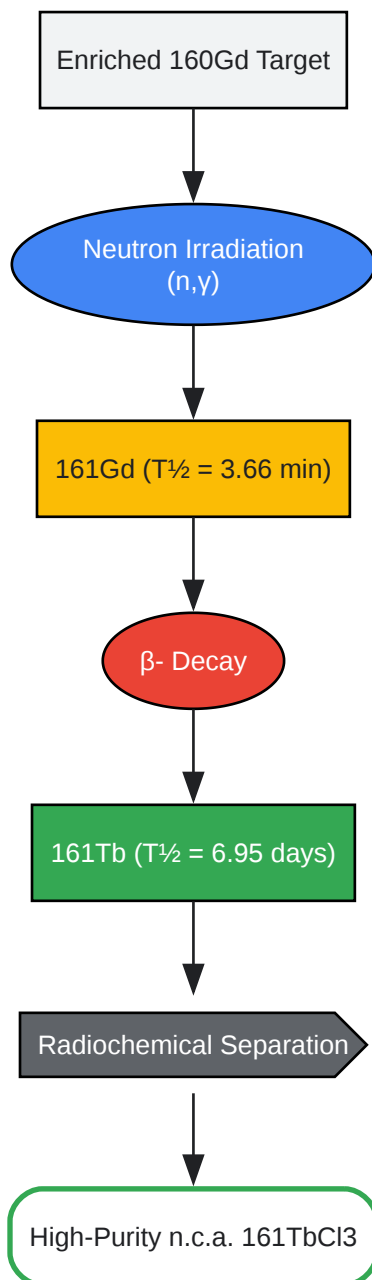 Enriched 160Gd Target
Neutron Irradiation
(n,γ)
161Gd (T½ = 3.66 min)
β- Decay
161Tb (T½ = 6.95 days)
Radiochemical Separation
High-Purity n.c.a. 161TbCl3